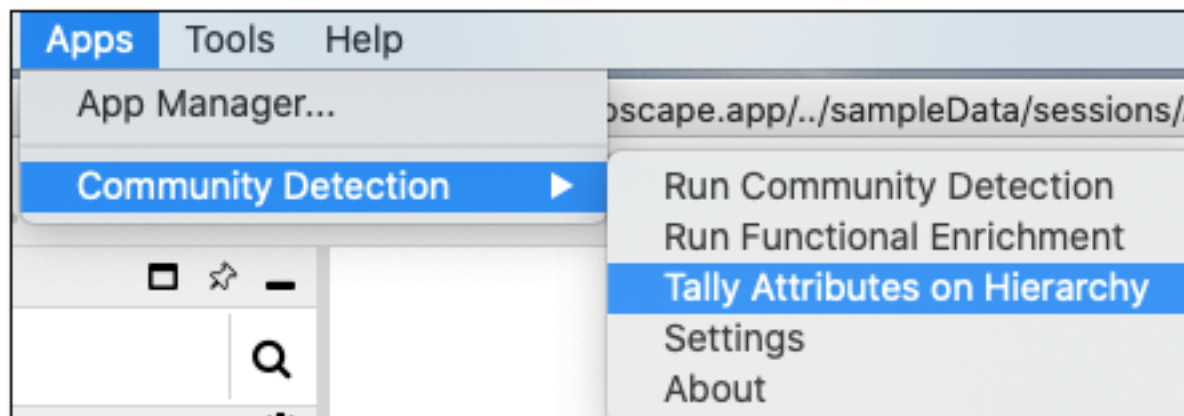 Apps Tools Help
App Manager...
oscape.app/../sampleData/sessions/
Community Detection
Run Community Detection
Run Functional Enrichment
Tally Attributes on Hierarchy
Settings
About